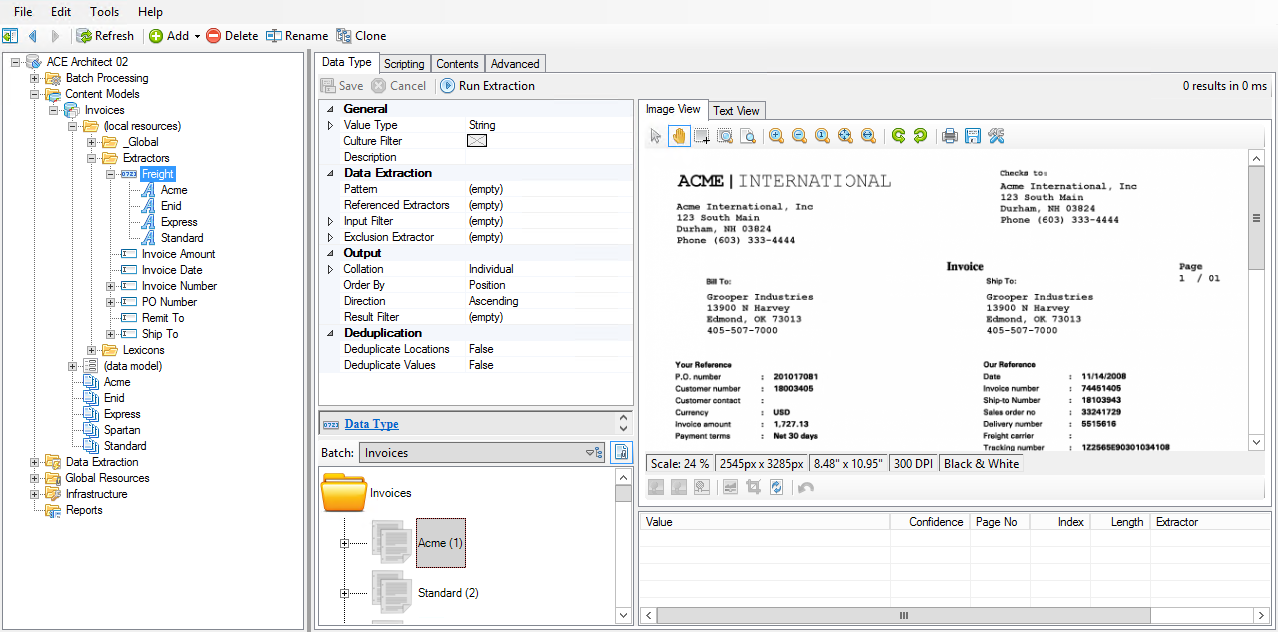 File Edit Tools Help
Refresh Add Delete Rename Clone
ACE Architect 02
Batch Processing
Content Models
Invoices
(local resources)
_Global
Extractors
Freight
Acme
Enid
Express
Standard
Invoice Amount
Invoice Date
Invoice Number
PO Number
Remit To
Ship To
Lexicons
(data model)
Acme
Enid
Express
Spartan
Standard
Data Extraction
Global Resources
Infrastructure
Reports
Data Type Scripting Contents Advanced
Save Cancel Run Extraction 0 results in 0 ms
General
Value Type String
Culture Filter
Description
Data Extraction
Pattern (empty)
Referenced Extractors (empty)
Input Filter (empty)
Exclusion Extractor (empty)
Output
Collation Individual
Order By Position
Direction Ascending
Result Filter (empty)
Deduplication
Deduplicate Locations False
Deduplicate Values False
Data Type
Batch: Invoices
Invoices
Acme (1)
Standard (2)
Image View Text View
ACME | INTERNATIONAL
Acme International, Inc
123 South Main
Durham, NH 03824
Phone (603) 333-4444
Checks to:
Acme International, Inc
123 South Main
Durham, NH 03824
Phone (603) 333-4444
Invoice
Page
1 / 01
Bill To:
Grooper Industries
13900 N Harvey
Edmond, OK 73013
405-507-7000
Ship To:
Grooper Industries
13900 N Harvey
Edmond, OK 73013
405-507-7000
Your Reference
P.O. number : 201017081
Customer number : 18003405
Customer contact :
Currency : USD
Invoice amount : 1,727.13
Payment terms : Net 30 days
Our Reference
Date : 11/14/2008
Invoice number : 74451405
Ship-to Number : 18103943
Sales order no : 33241729
Delivery number : 5515616
Freight carrier :
Tracking number : 1Z2565E90301034108
Scale: 24 % 2545px x 3285px 8.48" x 10.95" 300 DPI Black & White
Value Confidence Page No Index Length Extractor